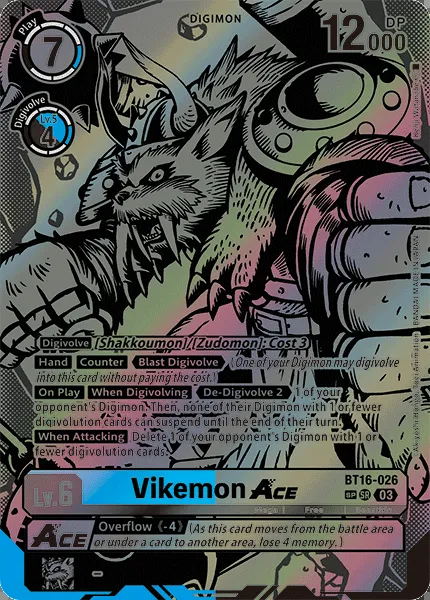 DIGIMON
Play
7
DP
12000
Digivolve
Lv.5
4
Digivolve [Shakkoumon]/[Zudomon]: Cost 3
Hand Counter Blast Digivolve (One of your Digimon may digivolve
into this card without paying the cost.)
On Play When Digivolving De-Digivolve 2 1 of your
opponent's Digimon. Then, none of their Digimon with 1 or fewer
digivolution cards can suspend until the end of their turn.
When Attacking Delete 1 of your opponent's Digimon with 1 or
fewer digivolution cards.
BT16-026
Lv.6
Vikemon ACE
SR 03
Mega Free
ACE Overflow ⟨-4⟩ (As this card moves from the battle area
or under a card to another area, lose 4 memory.)
-